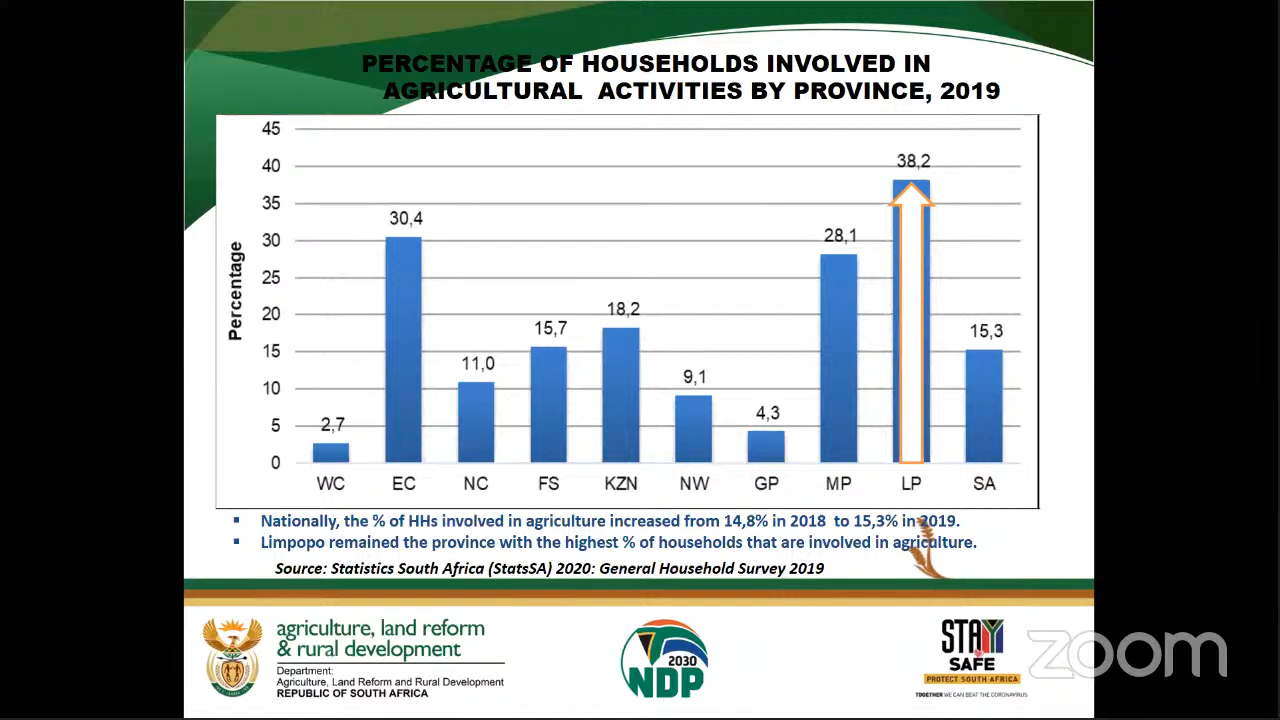 PERCENTAGE OF HOUSEHOLDS INVOLVED IN
AGRICULTURAL ACTIVITIES BY PROVINCE, 2019
Percentage
45
40
35
30
25
20
15
10
5
0
2,7
30,4
11,0
15,7
18,2
9,1
4,3
28,1
38,2
15,3
WC EC NC FS KZN NW GP MP LP SA
▪ Nationally, the % of HHs involved in agriculture increased from 14,8% in 2018 to 15,3% in 2019.
▪ Limpopo remained the province with the highest % of households that are involved in agriculture.
Source: Statistics South Africa (StatsSA) 2020: General Household Survey 2019
agriculture, land reform
& rural development
Department:
Agriculture, Land Reform and Rural Development
REPUBLIC OF SOUTH AFRICA
2030
NDP
STAY
SAFE
PROTECT SOUTH AFRICA
TOGETHER WE CAN BEAT THE CORONAVIRUS
zoom